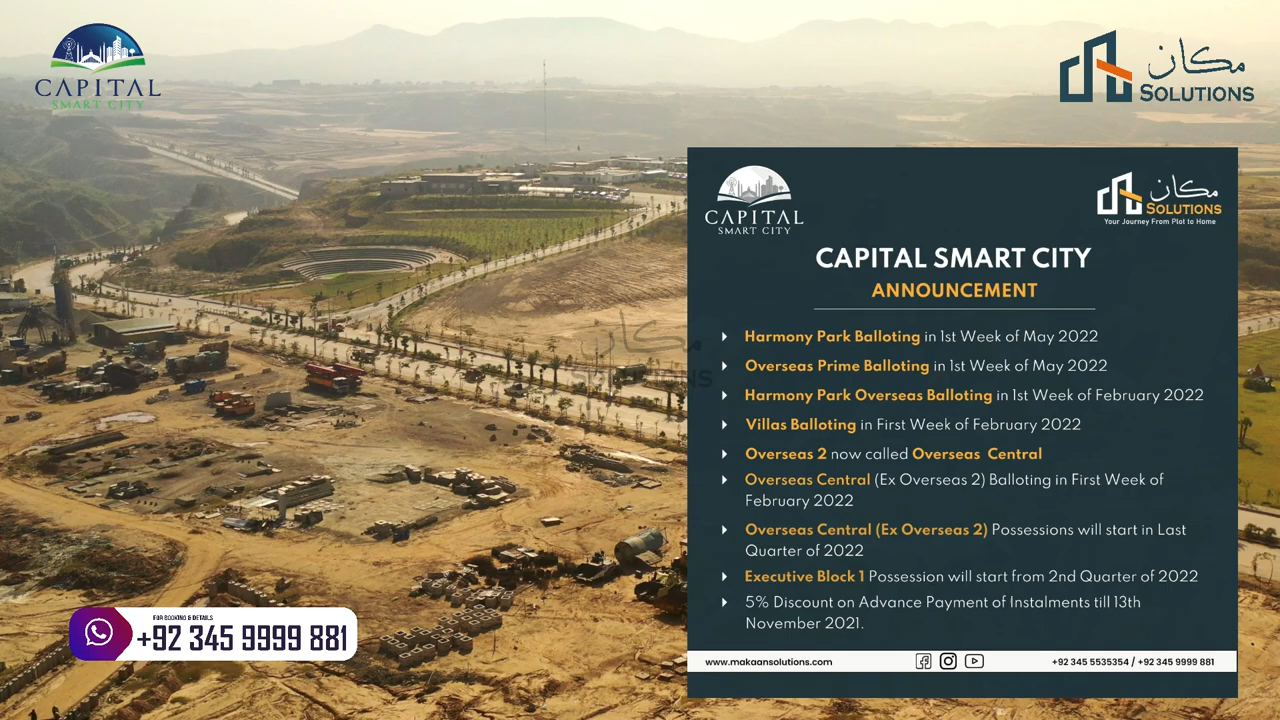 CAPITAL
SMART CITY
مكان
SOLUTIONS
CAPITAL
SMART CITY
مكان
SOLUTIONS
Your Journey From Plot to Home
CAPITAL SMART CITY
ANNOUNCEMENT
Harmony Park Balloting in 1st Week of May 2022
Overseas Prime Balloting in 1st Week of May 2022
Harmony Park Overseas Balloting in 1st Week of February 2022
Villas Balloting in First Week of February 2022
Overseas 2 now called Overseas Central
Overseas Central (Ex Overseas 2) Balloting in First Week of
February 2022
Overseas Central (Ex Overseas 2) Possessions will start in Last
Quarter of 2022
Executive Block 1 Possession will start from 2nd Quarter of 2022
5% Discount on Advance Payment of Instalments till 13th
November 2021.
www.makaansolutions.com
+92 345 5535354 / +92 345 9999 881
FOR BOOKING & DETAILS
+92 345 9999 881
مكان